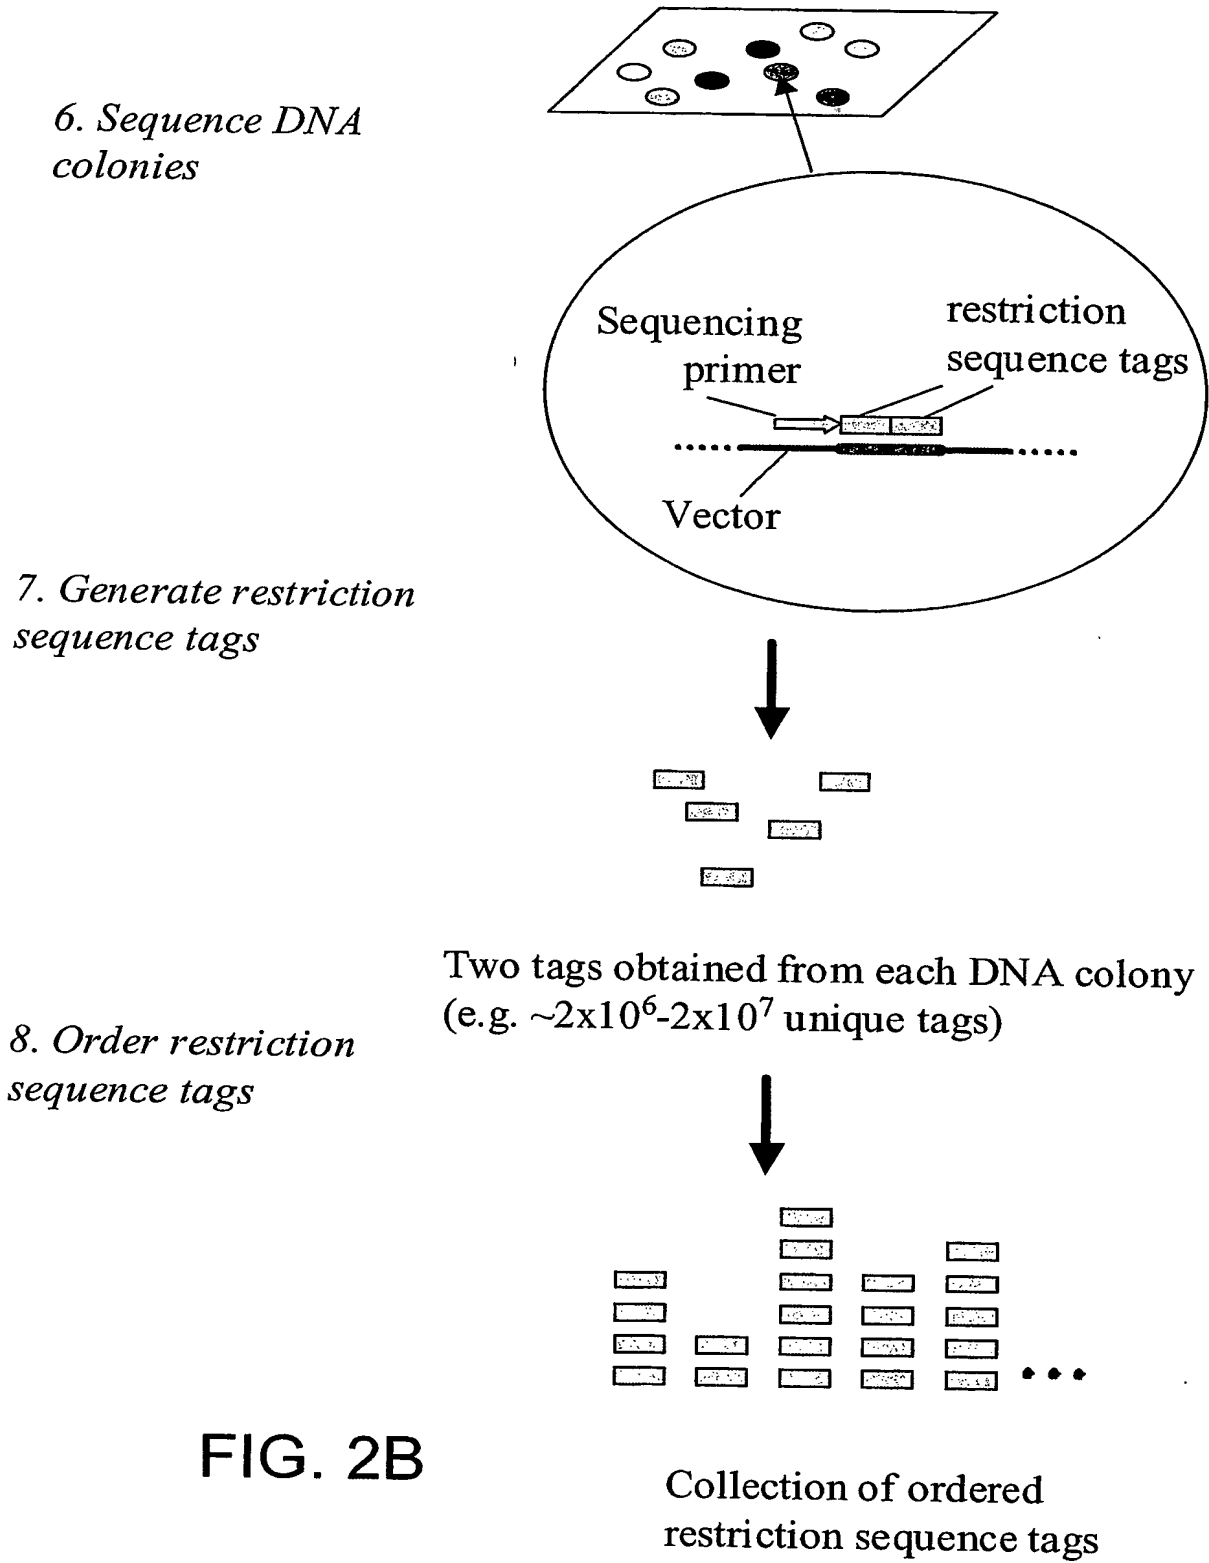 6. Sequence DNA
colonies
Sequencing
primer
restriction
sequence tags
Vector
7. Generate restriction
sequence tags
Two tags obtained from each DNA colony
(e.g. ~2x10⁶-2x10⁷ unique tags)
8. Order restriction
sequence tags
FIG. 2B
Collection of ordered
restriction sequence tags